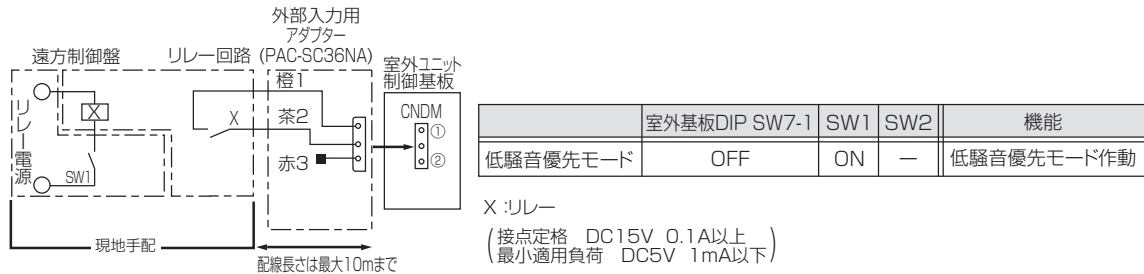 外部入力用
アダプター
(PAC-SC36NA)
遠方制御盤
リレー回路
室外ユニット
制御基板
リレー電源
X
SW1
X
橙1
茶2
赤3
CNDM
①
②
現地手配
配線長さは最大10mまで
室外基板DIP SW7-1 SW1 SW2 機能
低騒音優先モード OFF ON － 低騒音優先モード作動
X :リレー
(接点定格 DC15V 0.1A以上
最小適用負荷 DC5V 1mA以下)